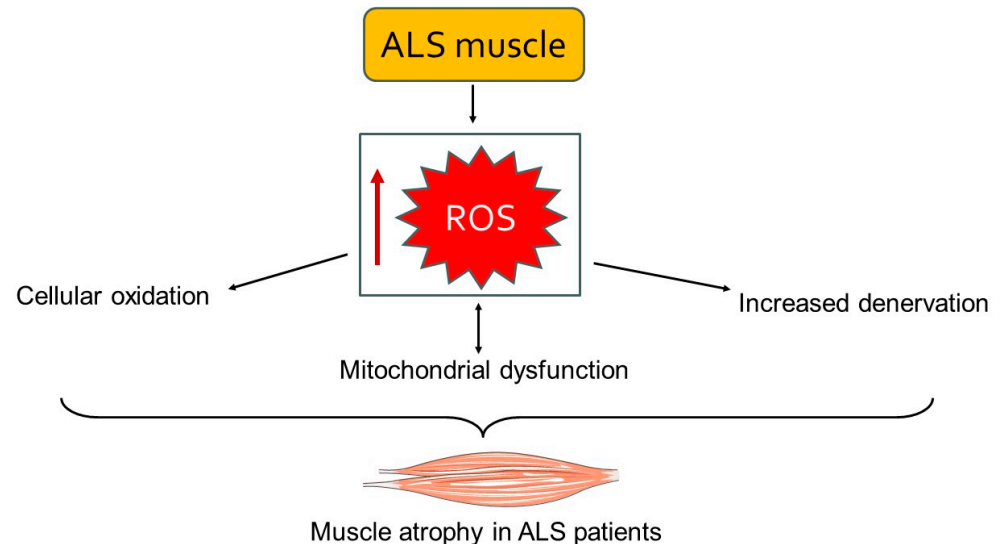 ALS muscle
ROS
Cellular oxidation
Increased denervation
Mitochondrial dysfunction
Muscle atrophy in ALS patients